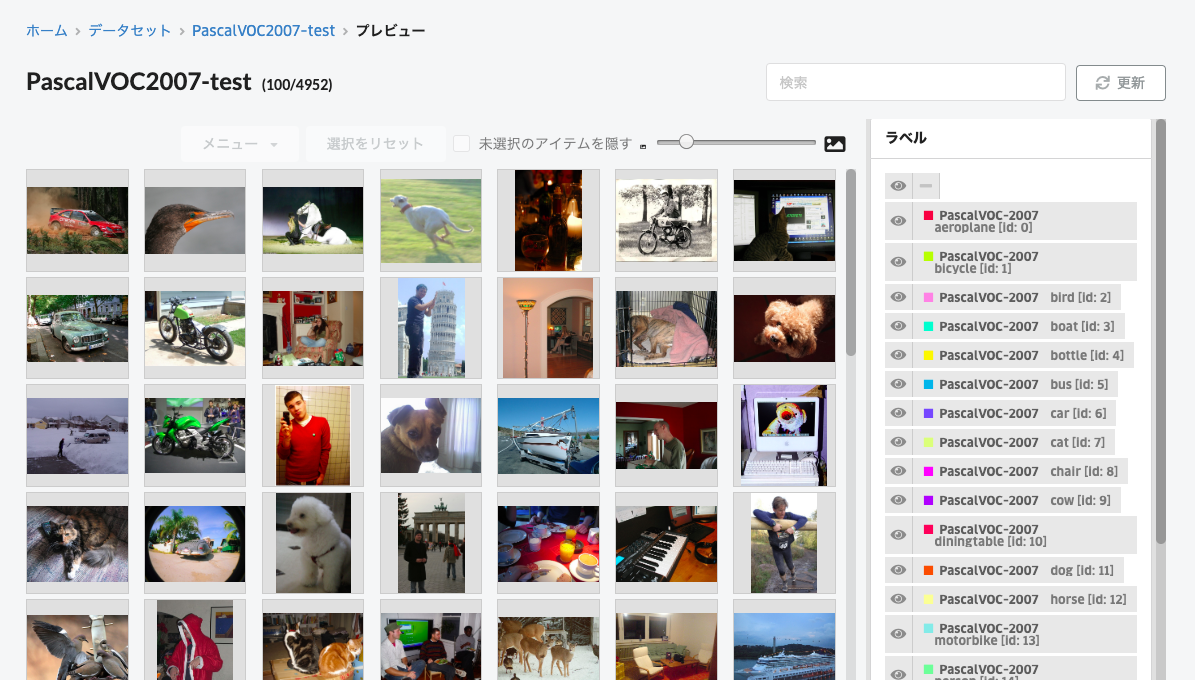 ホーム › データセット › PascalVOC2007-test › プレビュー
PascalVOC2007-test (100/4952)
検索
更新
メニュー
選択をリセット
未選択のアイテムを隠す
ラベル
PascalVOC-2007
aeroplane [id: 0]
PascalVOC-2007
bicycle [id: 1]
PascalVOC-2007 bird [id: 2]
PascalVOC-2007 boat [id: 3]
PascalVOC-2007 bottle [id: 4]
PascalVOC-2007 bus [id: 5]
PascalVOC-2007 car [id: 6]
PascalVOC-2007 cat [id: 7]
PascalVOC-2007 chair [id: 8]
PascalVOC-2007 cow [id: 9]
PascalVOC-2007
diningtable [id: 10]
PascalVOC-2007 dog [id: 11]
PascalVOC-2007 horse [id: 12]
PascalVOC-2007
motorbike [id: 13]
PascalVOC-2007
person [id: 14]